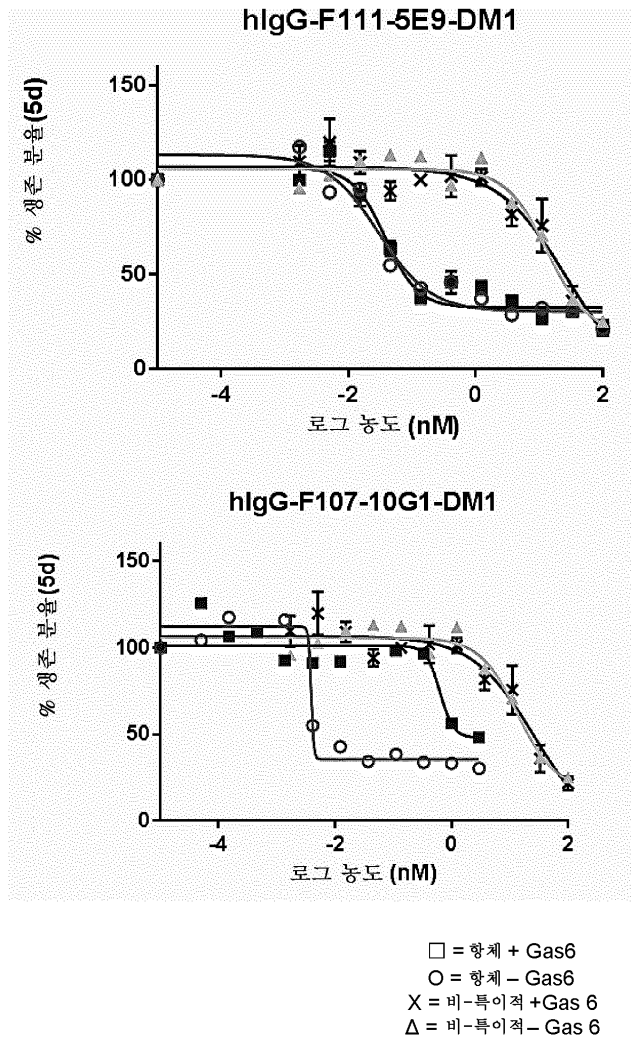 hIgG-F111-5E9-DM1
% 생존 분율(5d)
150
100
50
0
-4 -2 0 2
로그 농도 (nM)
hIgG-F107-10G1-DM1
% 생존 분율(5d)
150
100
50
0
-4 -2 0 2
로그 농도 (nM)
□ = 항체 + Gas6
O = 항체 – Gas6
X = 비-특이적 +Gas 6
Δ = 비-특이적 – Gas 6